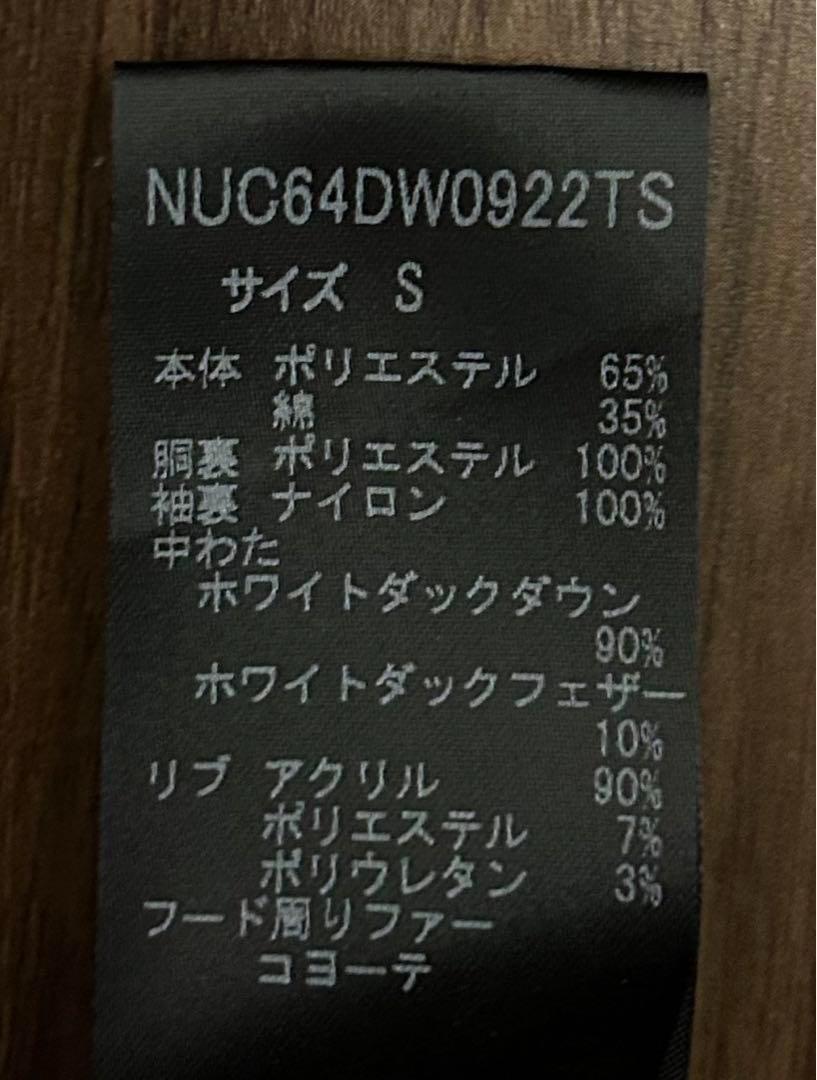 NUC64DW0922TS
サイズ S
本体 ポリエステル 65%
綿 35%
胴裏 ポリエステル 100%
袖裏 ナイロン 100%
中わた
ホワイトダックダウン
90%
ホワイトダックフェザー
10%
リブ アクリル 90%
ポリエステル 7%
ポリウレタン 3%
フード周りファー
コヨーテ